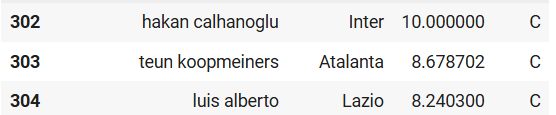 302 hakan calhanoglu Inter 10.000000 C
303 teun koopmeiners Atalanta 8.678702 C
304 luis alberto Lazio 8.240300 C